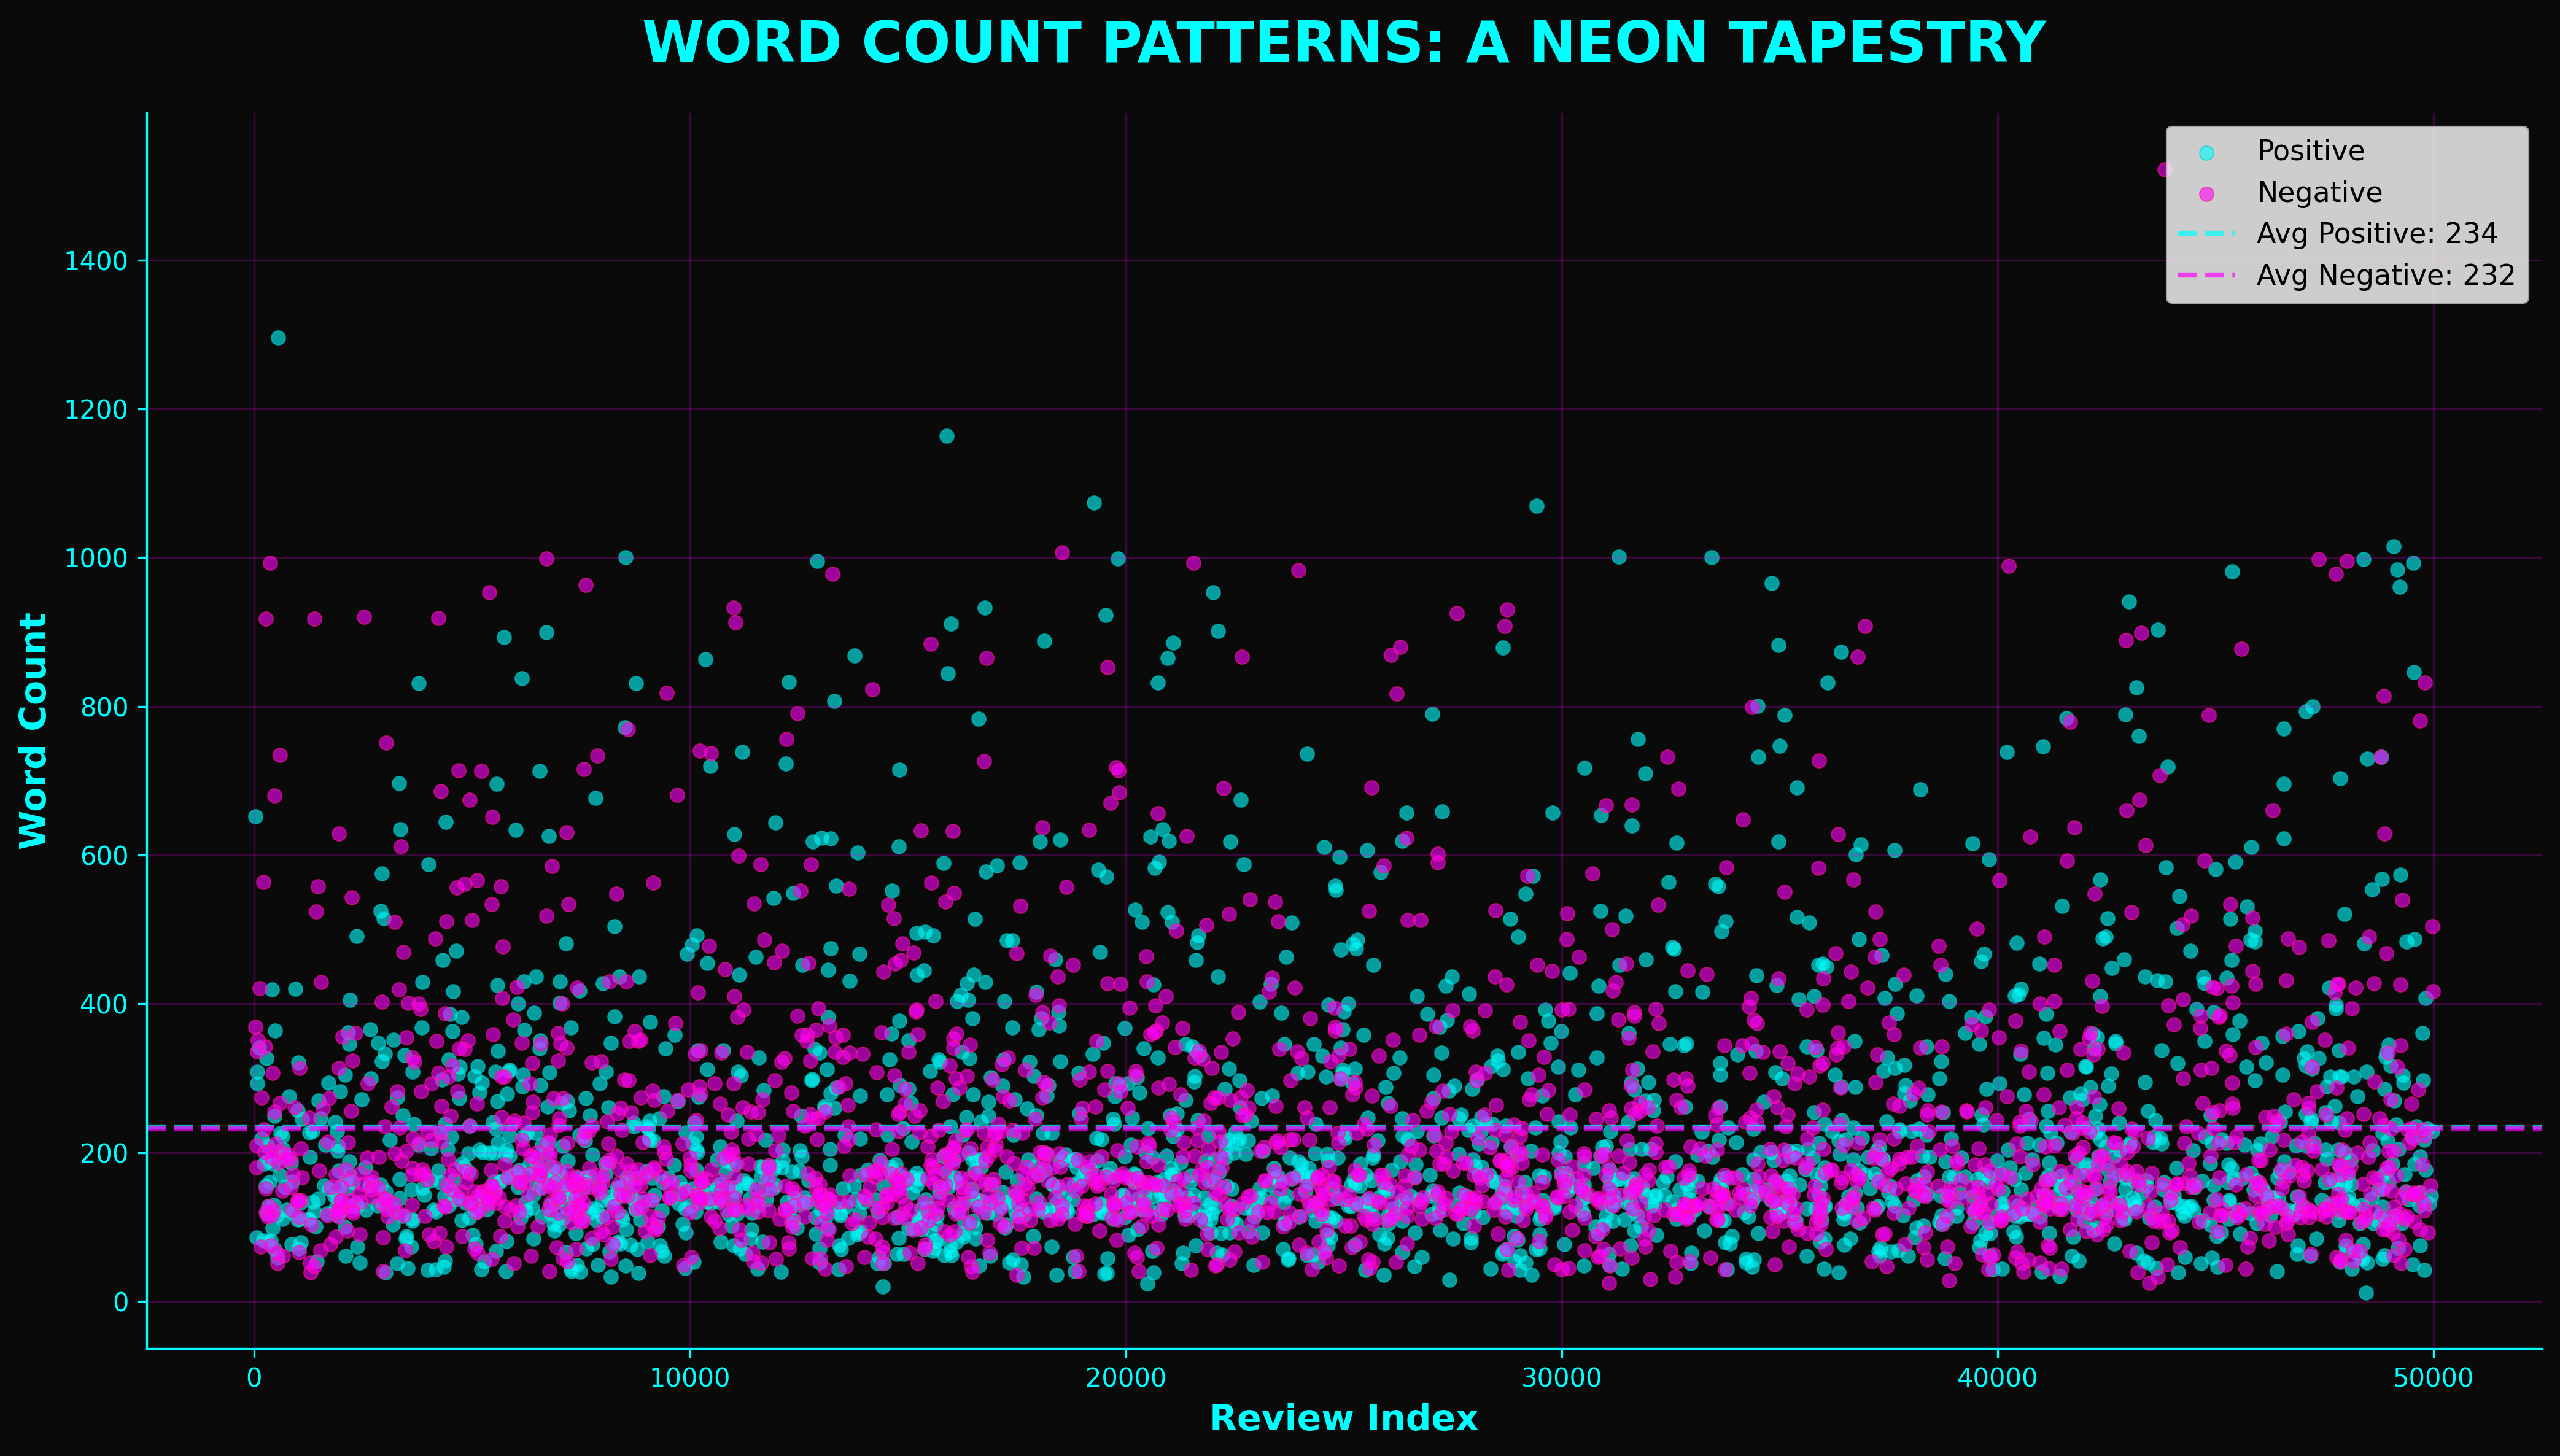 WORD COUNT PATTERNS: A NEON TAPESTRY
Positive
Negative
Avg Positive: 234
Avg Negative: 232
Word Count
1400
1200
1000
800
600
400
200
0
0 10000 20000 30000 40000 50000
Review Index